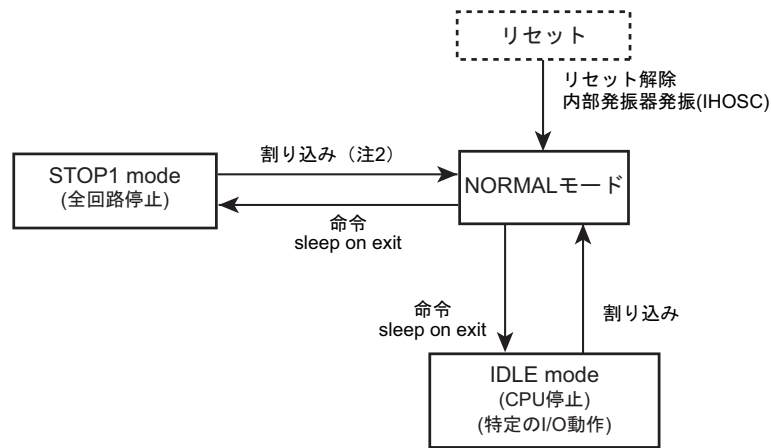 リセット
リセット解除
内部発振器発振(IHOSC)
STOP1 mode
(全回路停止)
割り込み（注2）
NORMALモード
命令
sleep on exit
命令
sleep on exit
割り込み
IDLE mode
(CPU停止)
(特定のI/O動作)